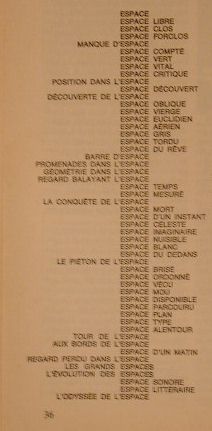 ESPACE
ESPACE LIBRE
ESPACE CLOS
ESPACE FORCLOS
MANQUE D'ESPACE
ESPACE COMPTÉ
ESPACE VERT
ESPACE VITAL
ESPACE CRITIQUE
POSITION DANS L'ESPACE
ESPACE DÉCOUVERT
DÉCOUVERTE DE L'ESPACE
ESPACE OBLIQUE
ESPACE VIERGE
ESPACE EUCLIDIEN
ESPACE AÉRIEN
ESPACE GRIS
ESPACE TORDU
ESPACE DU RÊVE
BARRE D'ESPACE
PROMENADES DANS L'ESPACE
GÉOMÉTRIE DANS L'ESPACE
REGARD BALAYANT L'ESPACE
ESPACE TEMPS
ESPACE MESURÉ
LA CONQUÊTE DE L'ESPACE
ESPACE MORT
ESPACE D'UN INSTANT
ESPACE CÉLESTE
ESPACE IMAGINAIRE
ESPACE NUISIBLE
ESPACE BLANC
ESPACE DU DEDANS
LE PIÉTON DE L'ESPACE
ESPACE BRISÉ
ESPACE ORDONNÉ
ESPACE VÉCU
ESPACE MOU
ESPACE DISPONIBLE
ESPACE PARCOURU
ESPACE PLAN
ESPACE TYPE
ESPACE ALENTOUR
TOUR DE L'ESPACE
AUX BORDS DE L'ESPACE
ESPACE D'UN MATIN
REGARD PERDU DANS L'ESPACE
LES GRANDS ESPACES
L'ÉVOLUTION DES ESPACES
ESPACE SONORE
ESPACE LITTÉRAIRE
L'ODYSSÉE DE L'ESPACE
36